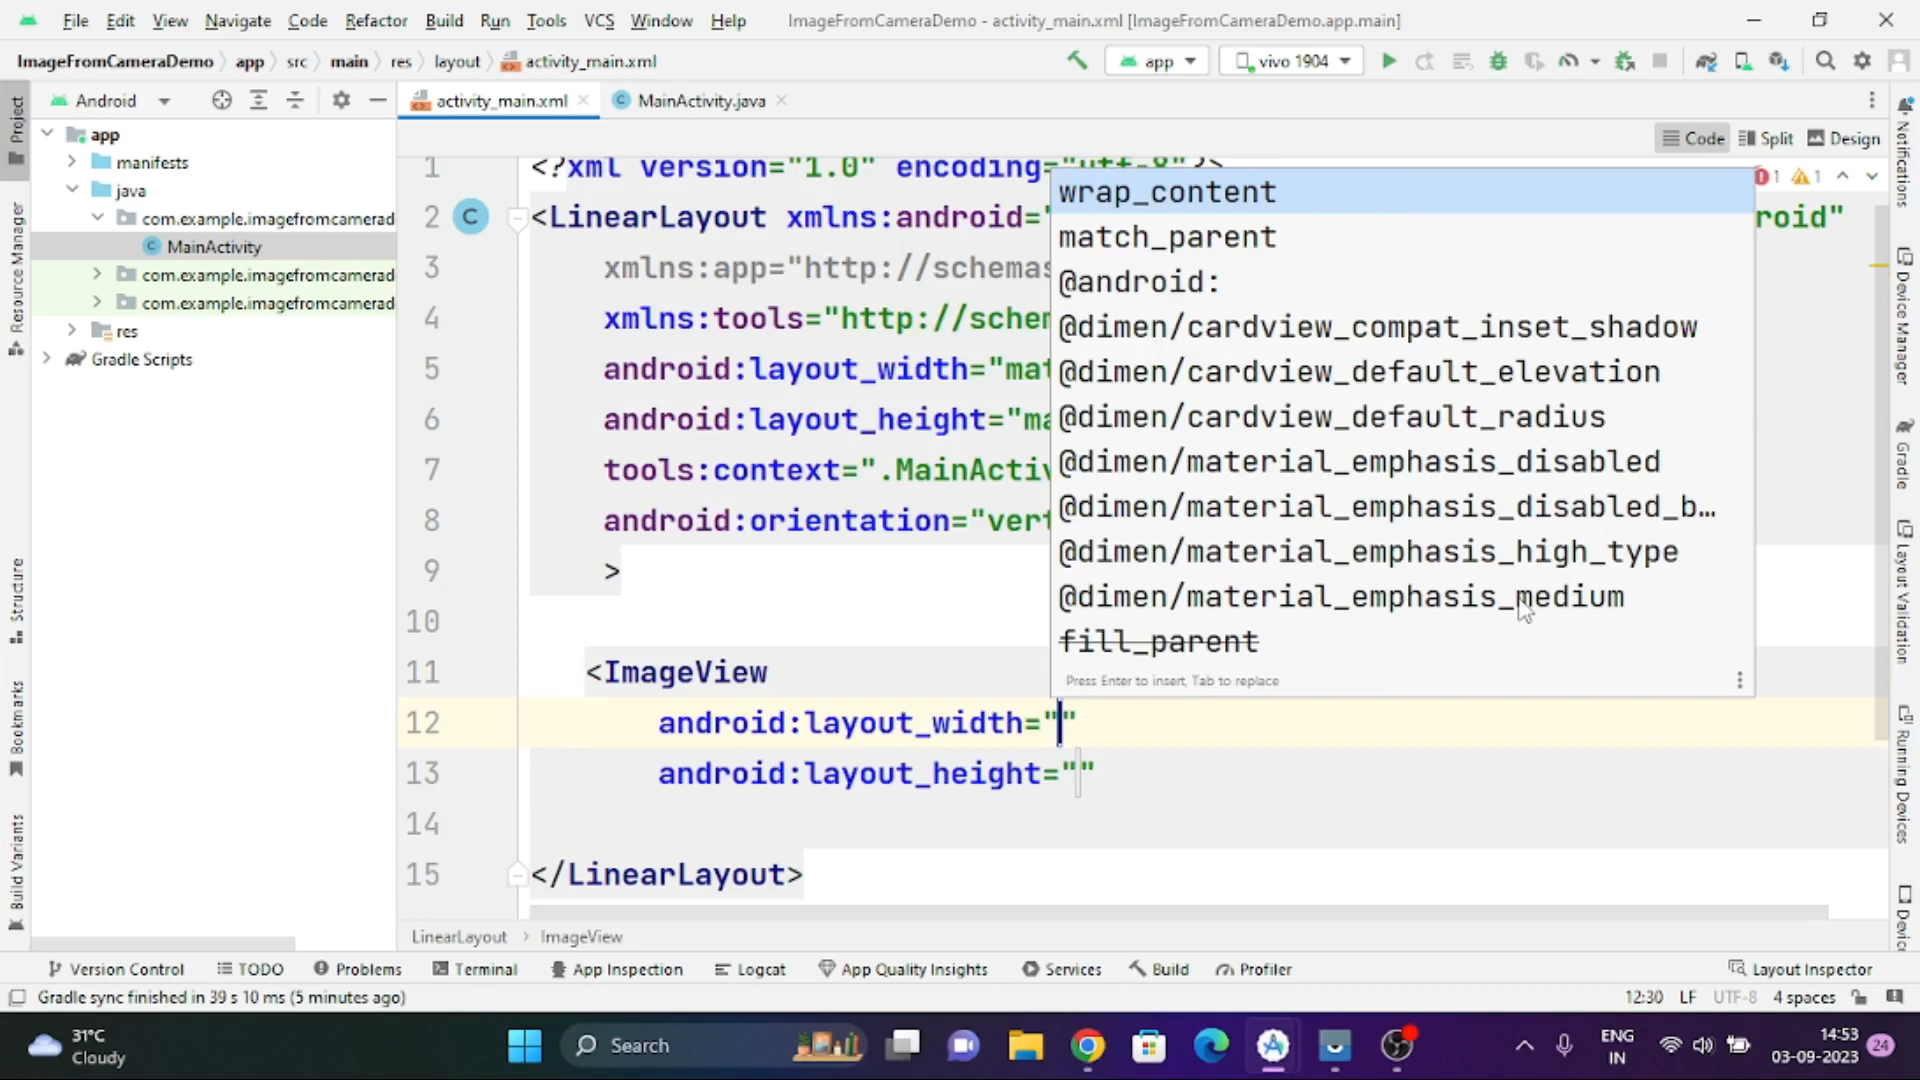 File Edit View Navigate Code Refactor Build Run Tools VCS Window Help ImageFromCameraDemo - activity_main.xml [ImageFromCameraDemo.app.main]
ImageFromCameraDemo app src main res layout activity_main.xml app vivo 1904
Android activity_main.xml MainActivity.java
Code Split Design
Project
Resource Manager
Structure
Bookmarks
Build Variants
app
manifests
java
com.example.imagefromcamerad
MainActivity
com.example.imagefromcamerad
com.example.imagefromcamerad
res
Gradle Scripts
1 <?xml version="1.0" encoding="utf-8"?>
2 <LinearLayout xmlns:android=" roid"
3 xmlns:app="http://schemas
4 xmlns:tools="http://schem
5 android:layout_width="mat
6 android:layout_height="ma
7 tools:context=".MainActiv
8 android:orientation="vert
9 >
10
11 <ImageView
12 android:layout_width=""
13 android:layout_height=""
14
15 </LinearLayout>
wrap_content
match_parent
@android:
@dimen/cardview_compat_inset_shadow
@dimen/cardview_default_elevation
@dimen/cardview_default_radius
@dimen/material_emphasis_disabled
@dimen/material_emphasis_disabled_b…
@dimen/material_emphasis_high_type
@dimen/material_emphasis_medium
fill_parent
Press Enter to insert, Tab to replace
1 1
Notifications
Device Manager
Gradle
Layout Validation
Running Devices
Devic
LinearLayout ImageView
Version Control TODO Problems Terminal App Inspection Logcat App Quality Insights Services Build Profiler Layout Inspector
Gradle sync finished in 39 s 10 ms (5 minutes ago) 12:30 LF UTF-8 4 spaces
31°C
Cloudy
Search
ENG
IN
14:53
03-09-2023
24